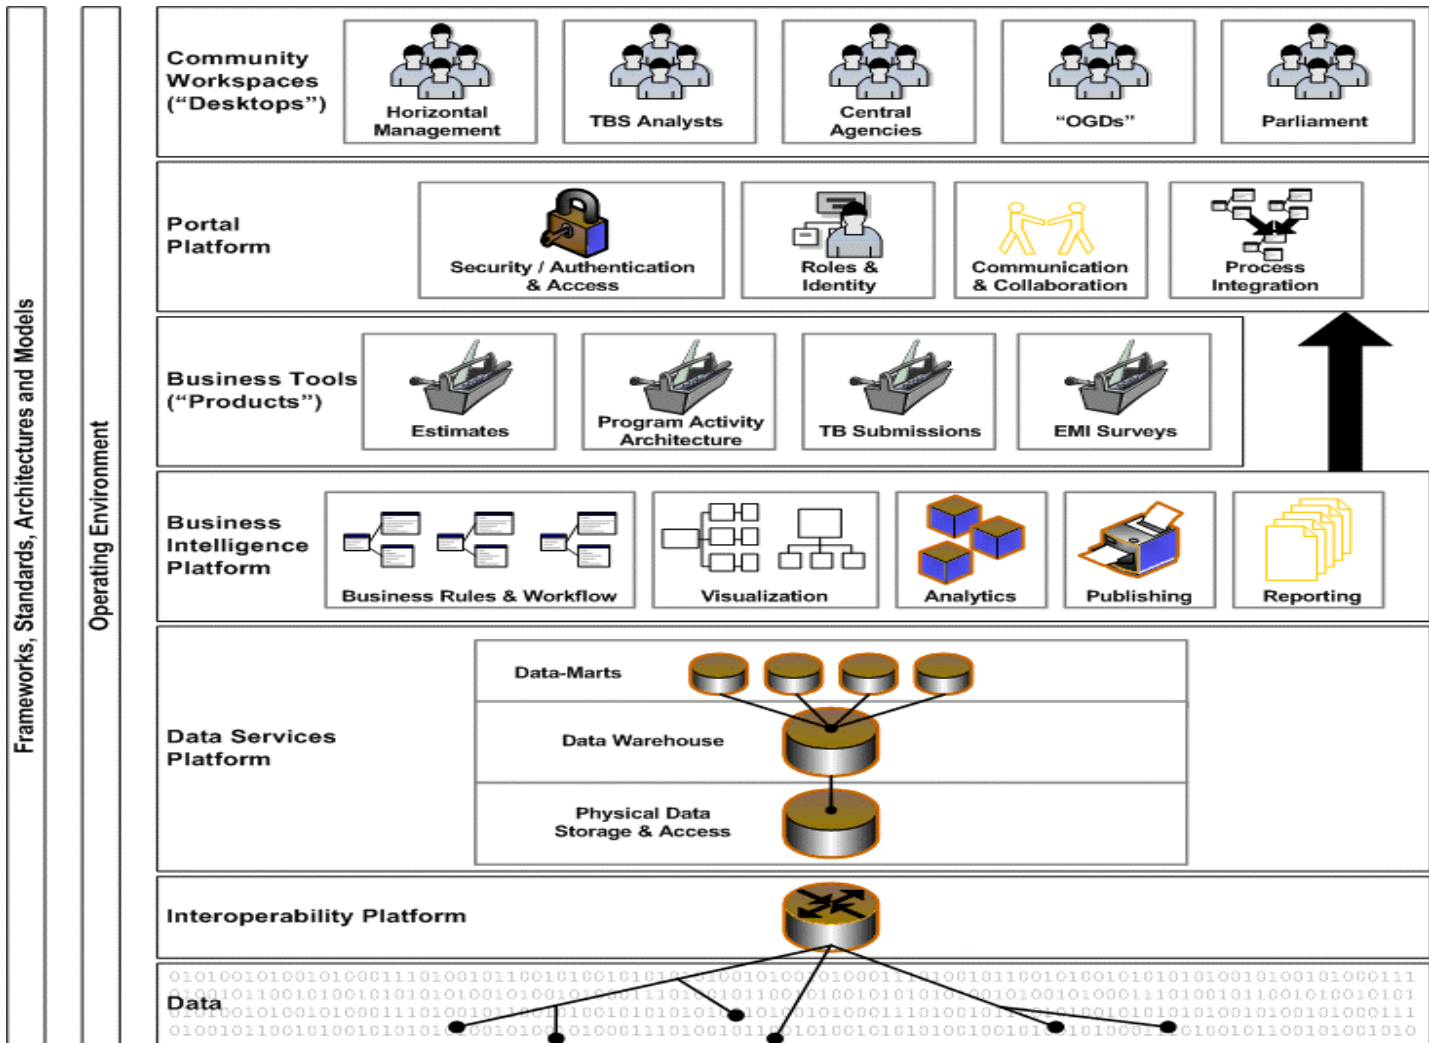 Frameworks, Standards, Architectures and Models
Operating Environment
Community
Workspaces
(“Desktops”)
Horizontal
Management
TBS Analysts
Central
Agencies
“OGDs”
Parliament
Portal
Platform
Security / Authentication
& Access
Roles &
Identity
Communication
& Collaboration
Process
Integration
Business Tools
(“Products”)
Estimates
Program Activity
Architecture
TB Submissions
EMI Surveys
Business
Intelligence
Platform
Business Rules & Workflow
Visualization
Analytics
Publishing
Reporting
Data Services
Platform
Data-Marts
Data Warehouse
Physical Data
Storage & Access
Interoperability Platform
Data